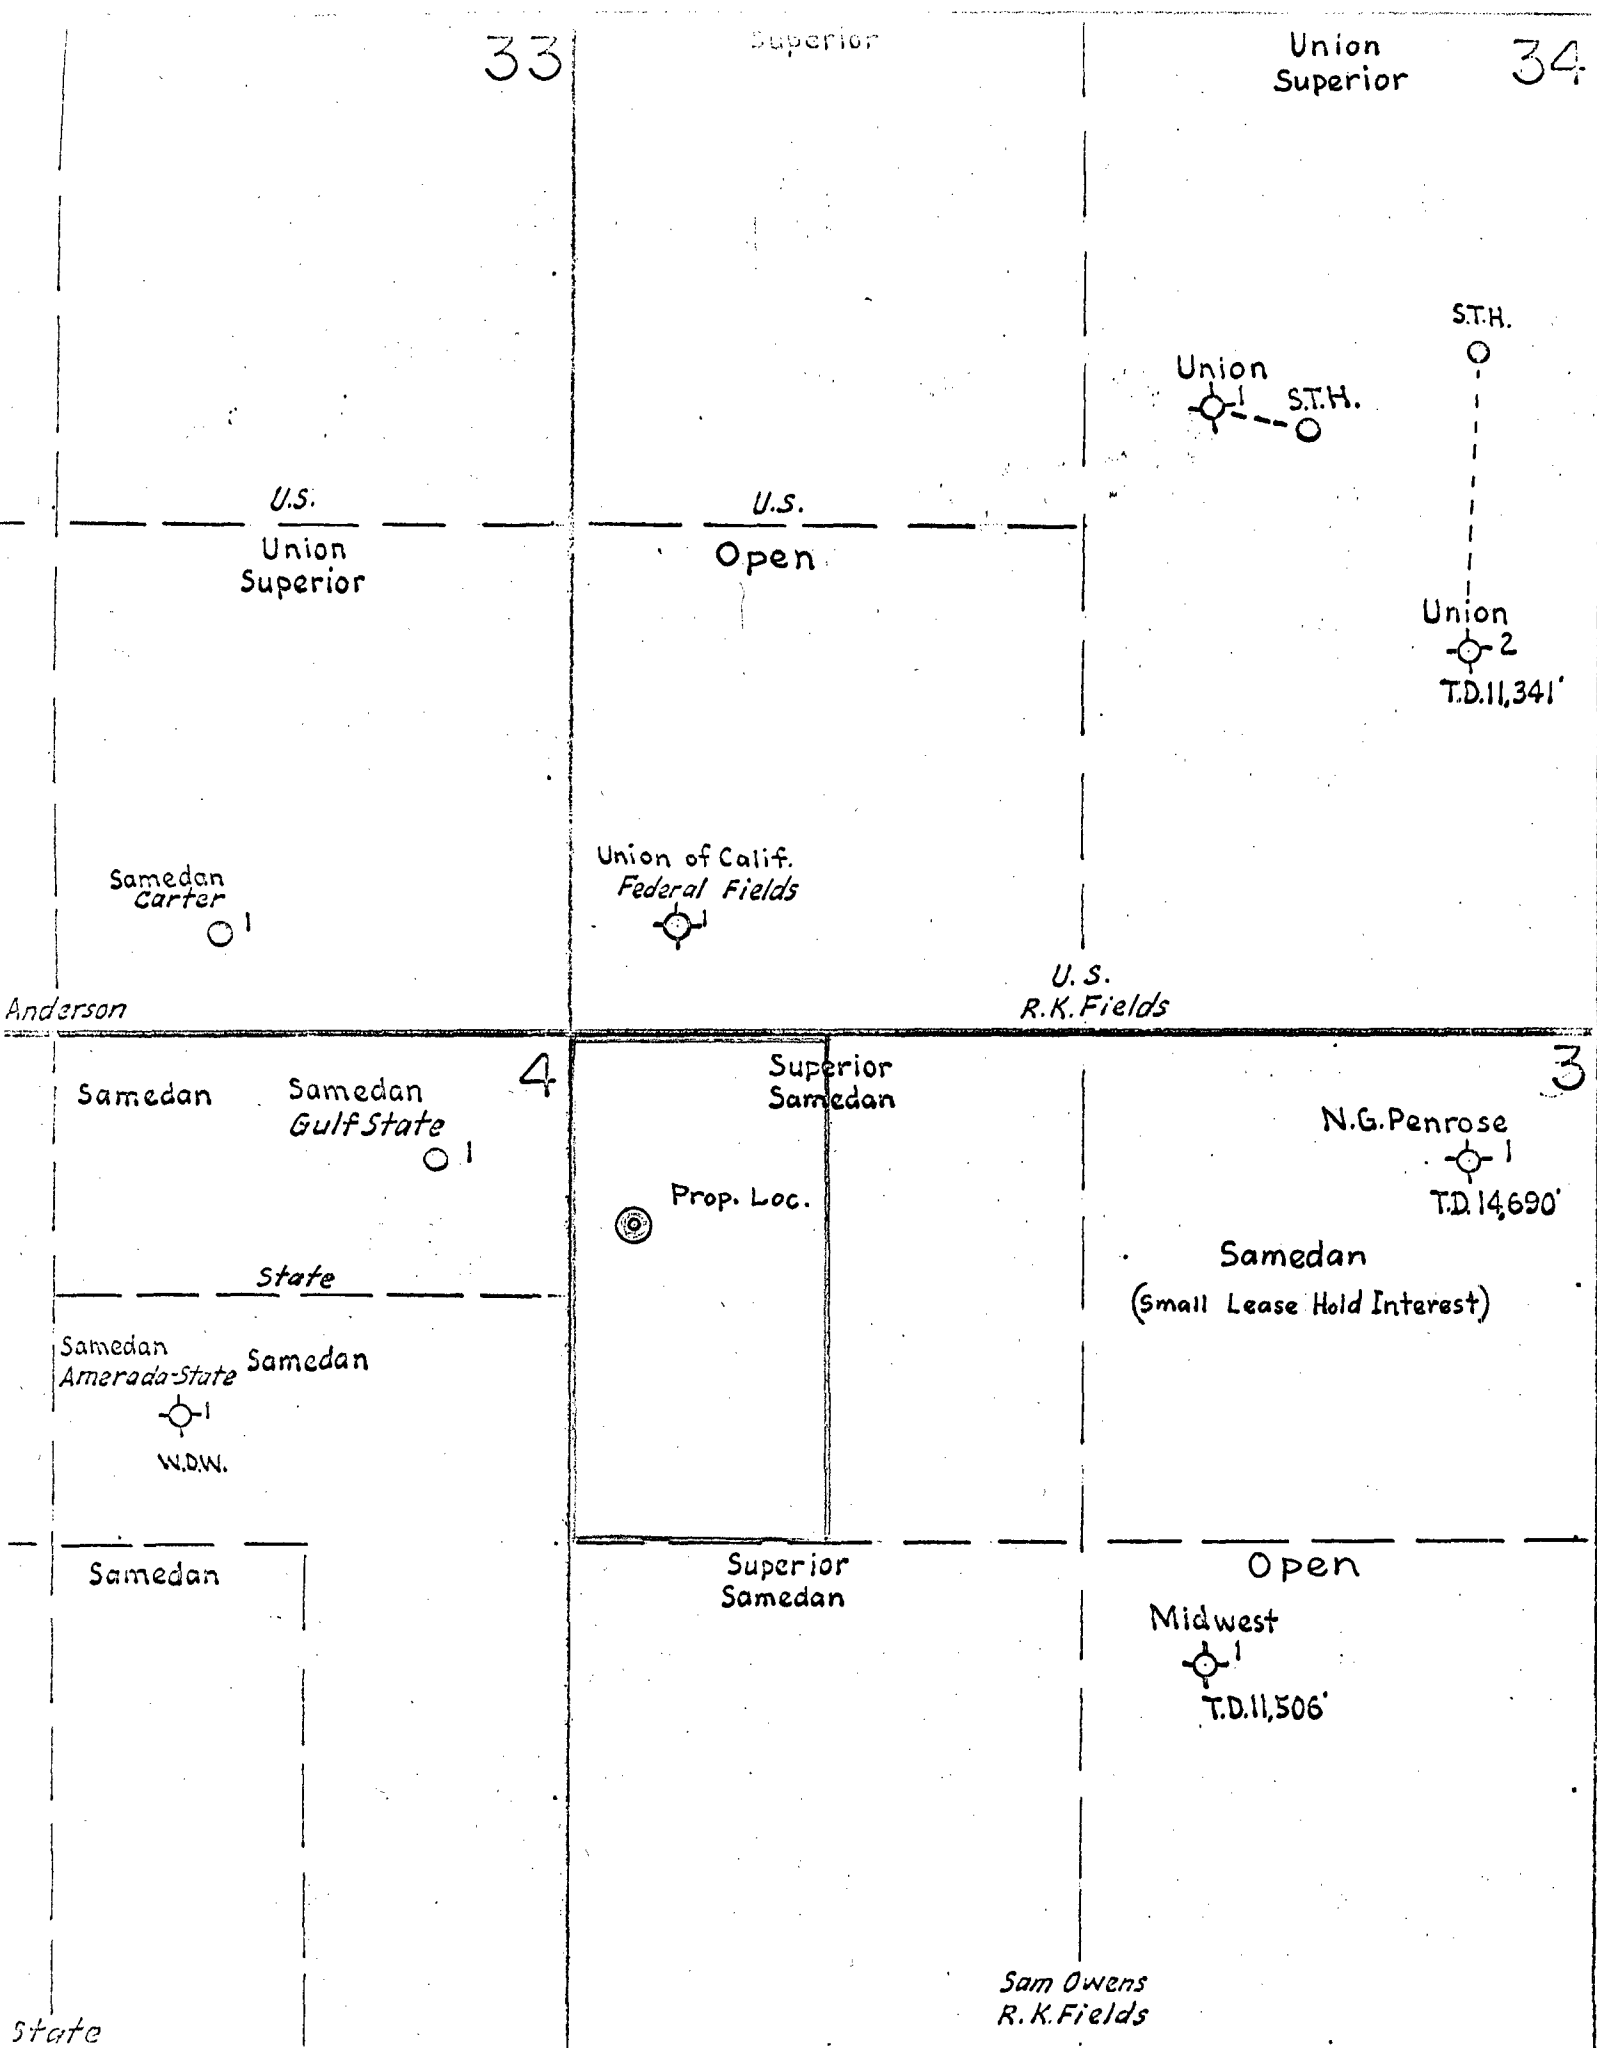 33
Superior
Union
Superior
34
S.T.H.
Union
1
S.T.H.
U.S.
U.S.
Union
Superior
Open
Union
2
T.D.11,341'
Union of Calif.
Federal Fields
1
Samedan
Carter
1
U.S.
R.K.Fields
Anderson
4
Superior
Samedan
3
Samedan
Samedan
Gulf State
1
N.G.Penrose
1
T.D.14,690'
Prop. Loc.
Samedan
(Small Lease Hold Interest)
State
Samedan
Amerada-State
Samedan
1
W.D.W.
Samedan
Superior
Samedan
Open
Midwest
1
T.D.11,506'
Sam Owens
R.K.Fields
State